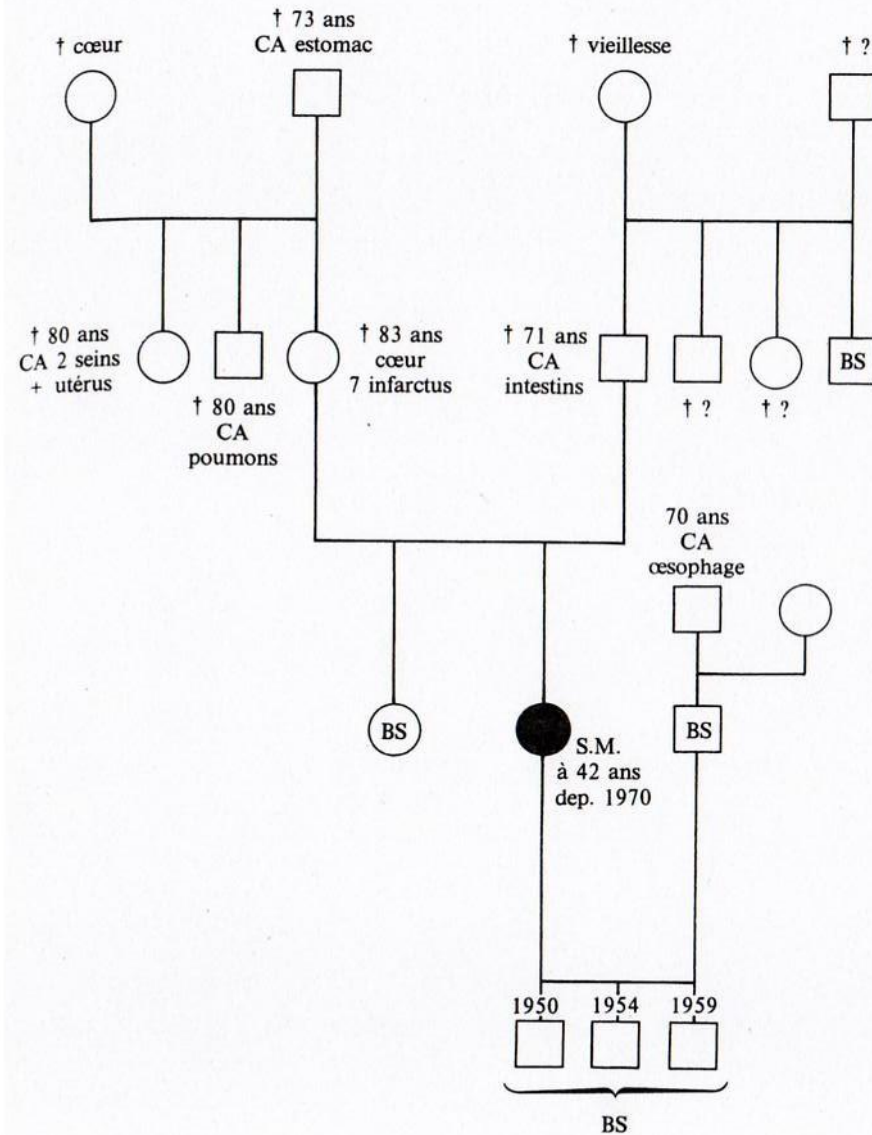 † cœur
† 73 ans
CA estomac
† vieillesse
† ?
† 80 ans
CA 2 seins
+ utérus
† 80 ans
CA
poumons
† 83 ans
cœur
7 infarctus
† 71 ans
CA
intestins
† ?
† ?
BS
70 ans
CA
œsophage
BS
S.M.
à 42 ans
dep. 1970
BS
1950
1954
1959
BS